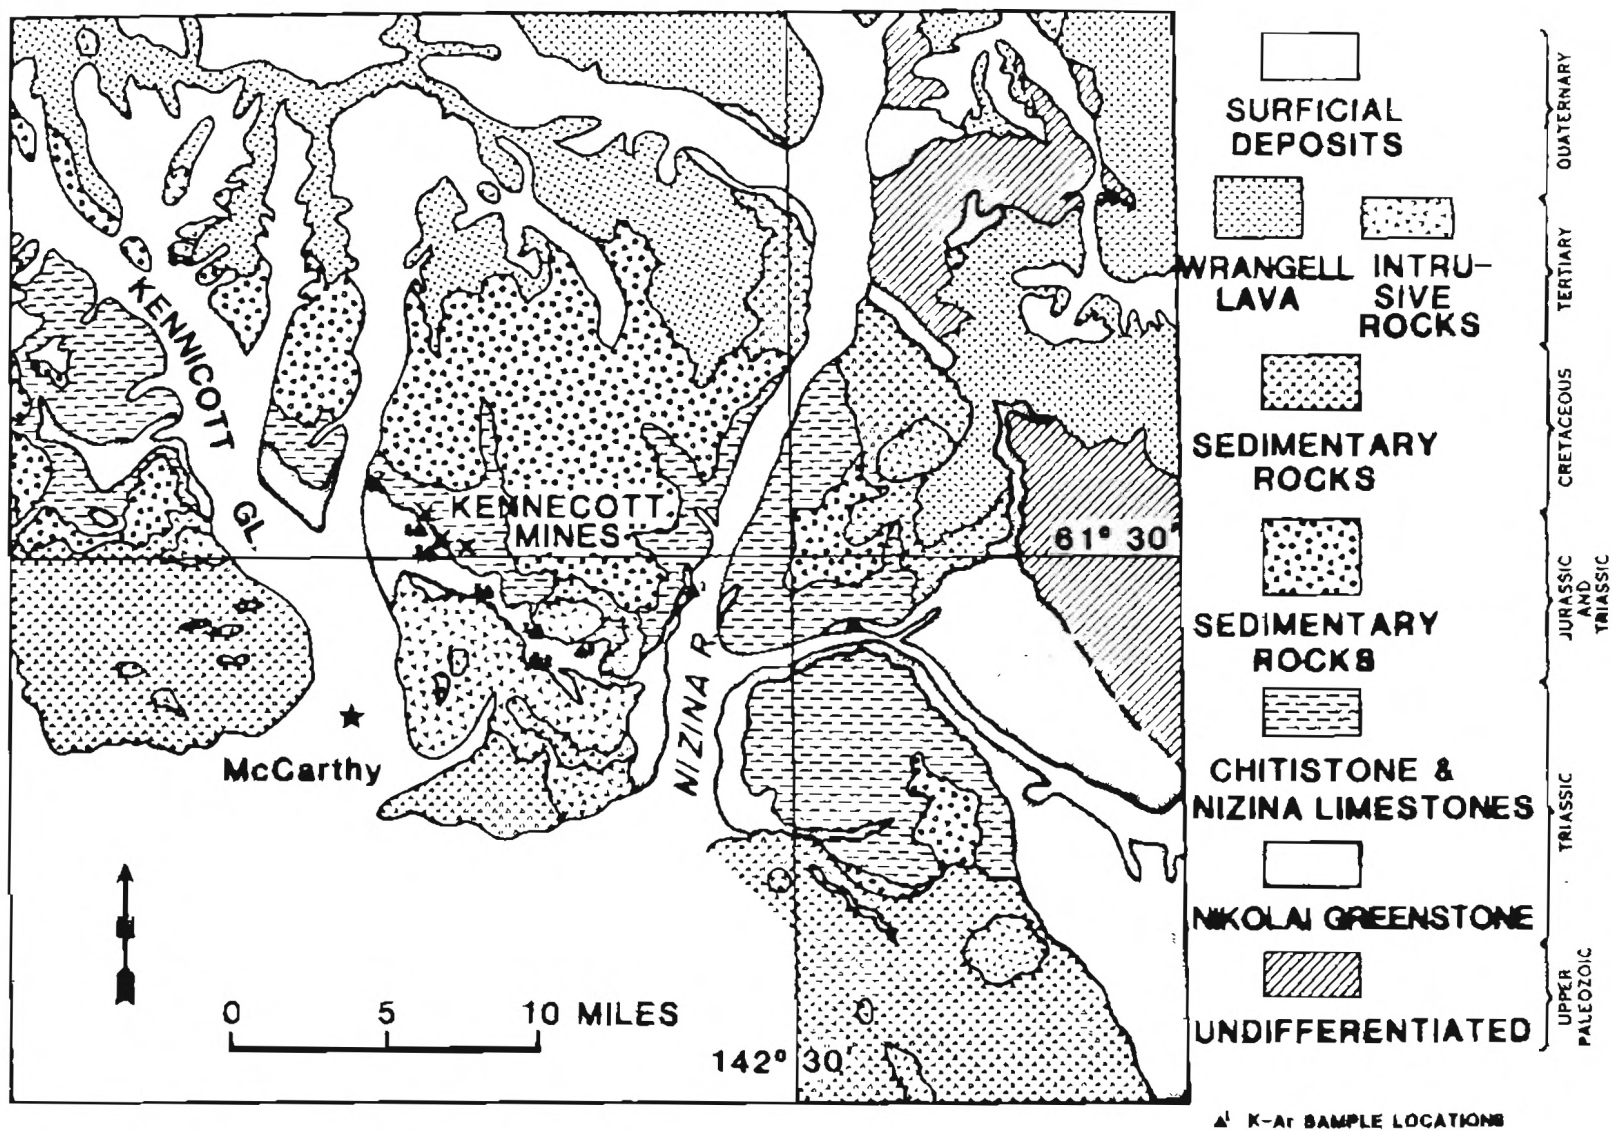 KENNICOTT
GL.
KENNECOTT
MINES
61° 30'
NIZINA R
McCarthy
0 5 10 MILES
142° 30'
SURFICIAL
DEPOSITS
WRANGELL
LAVA
INTRU-
SIVE
ROCKS
SEDIMENTARY
ROCKS
SEDIMENTARY
ROCKS
CHITISTONE &
NIZINA LIMESTONES
NIKOLAI GREENSTONE
UNDIFFERENTIATED
QUATERNARY
TERTIARY
CRETACEOUS
JURASSIC
AND
TRIASSIC
TRIASSIC
UPPER
PALEOZOIC
K-Ar SAMPLE LOCATIONS